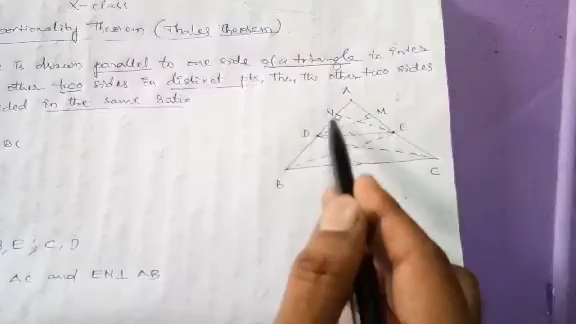 X-class
portionality Theorem (Thales theorem).
is drawn parallel to one side of a triangle to inter
other two sides in distinct pts, then the other two sides
ded in the same ratio
A
M
D
E
B
C
BC
, E ; C, D
AC and EN⊥ AB